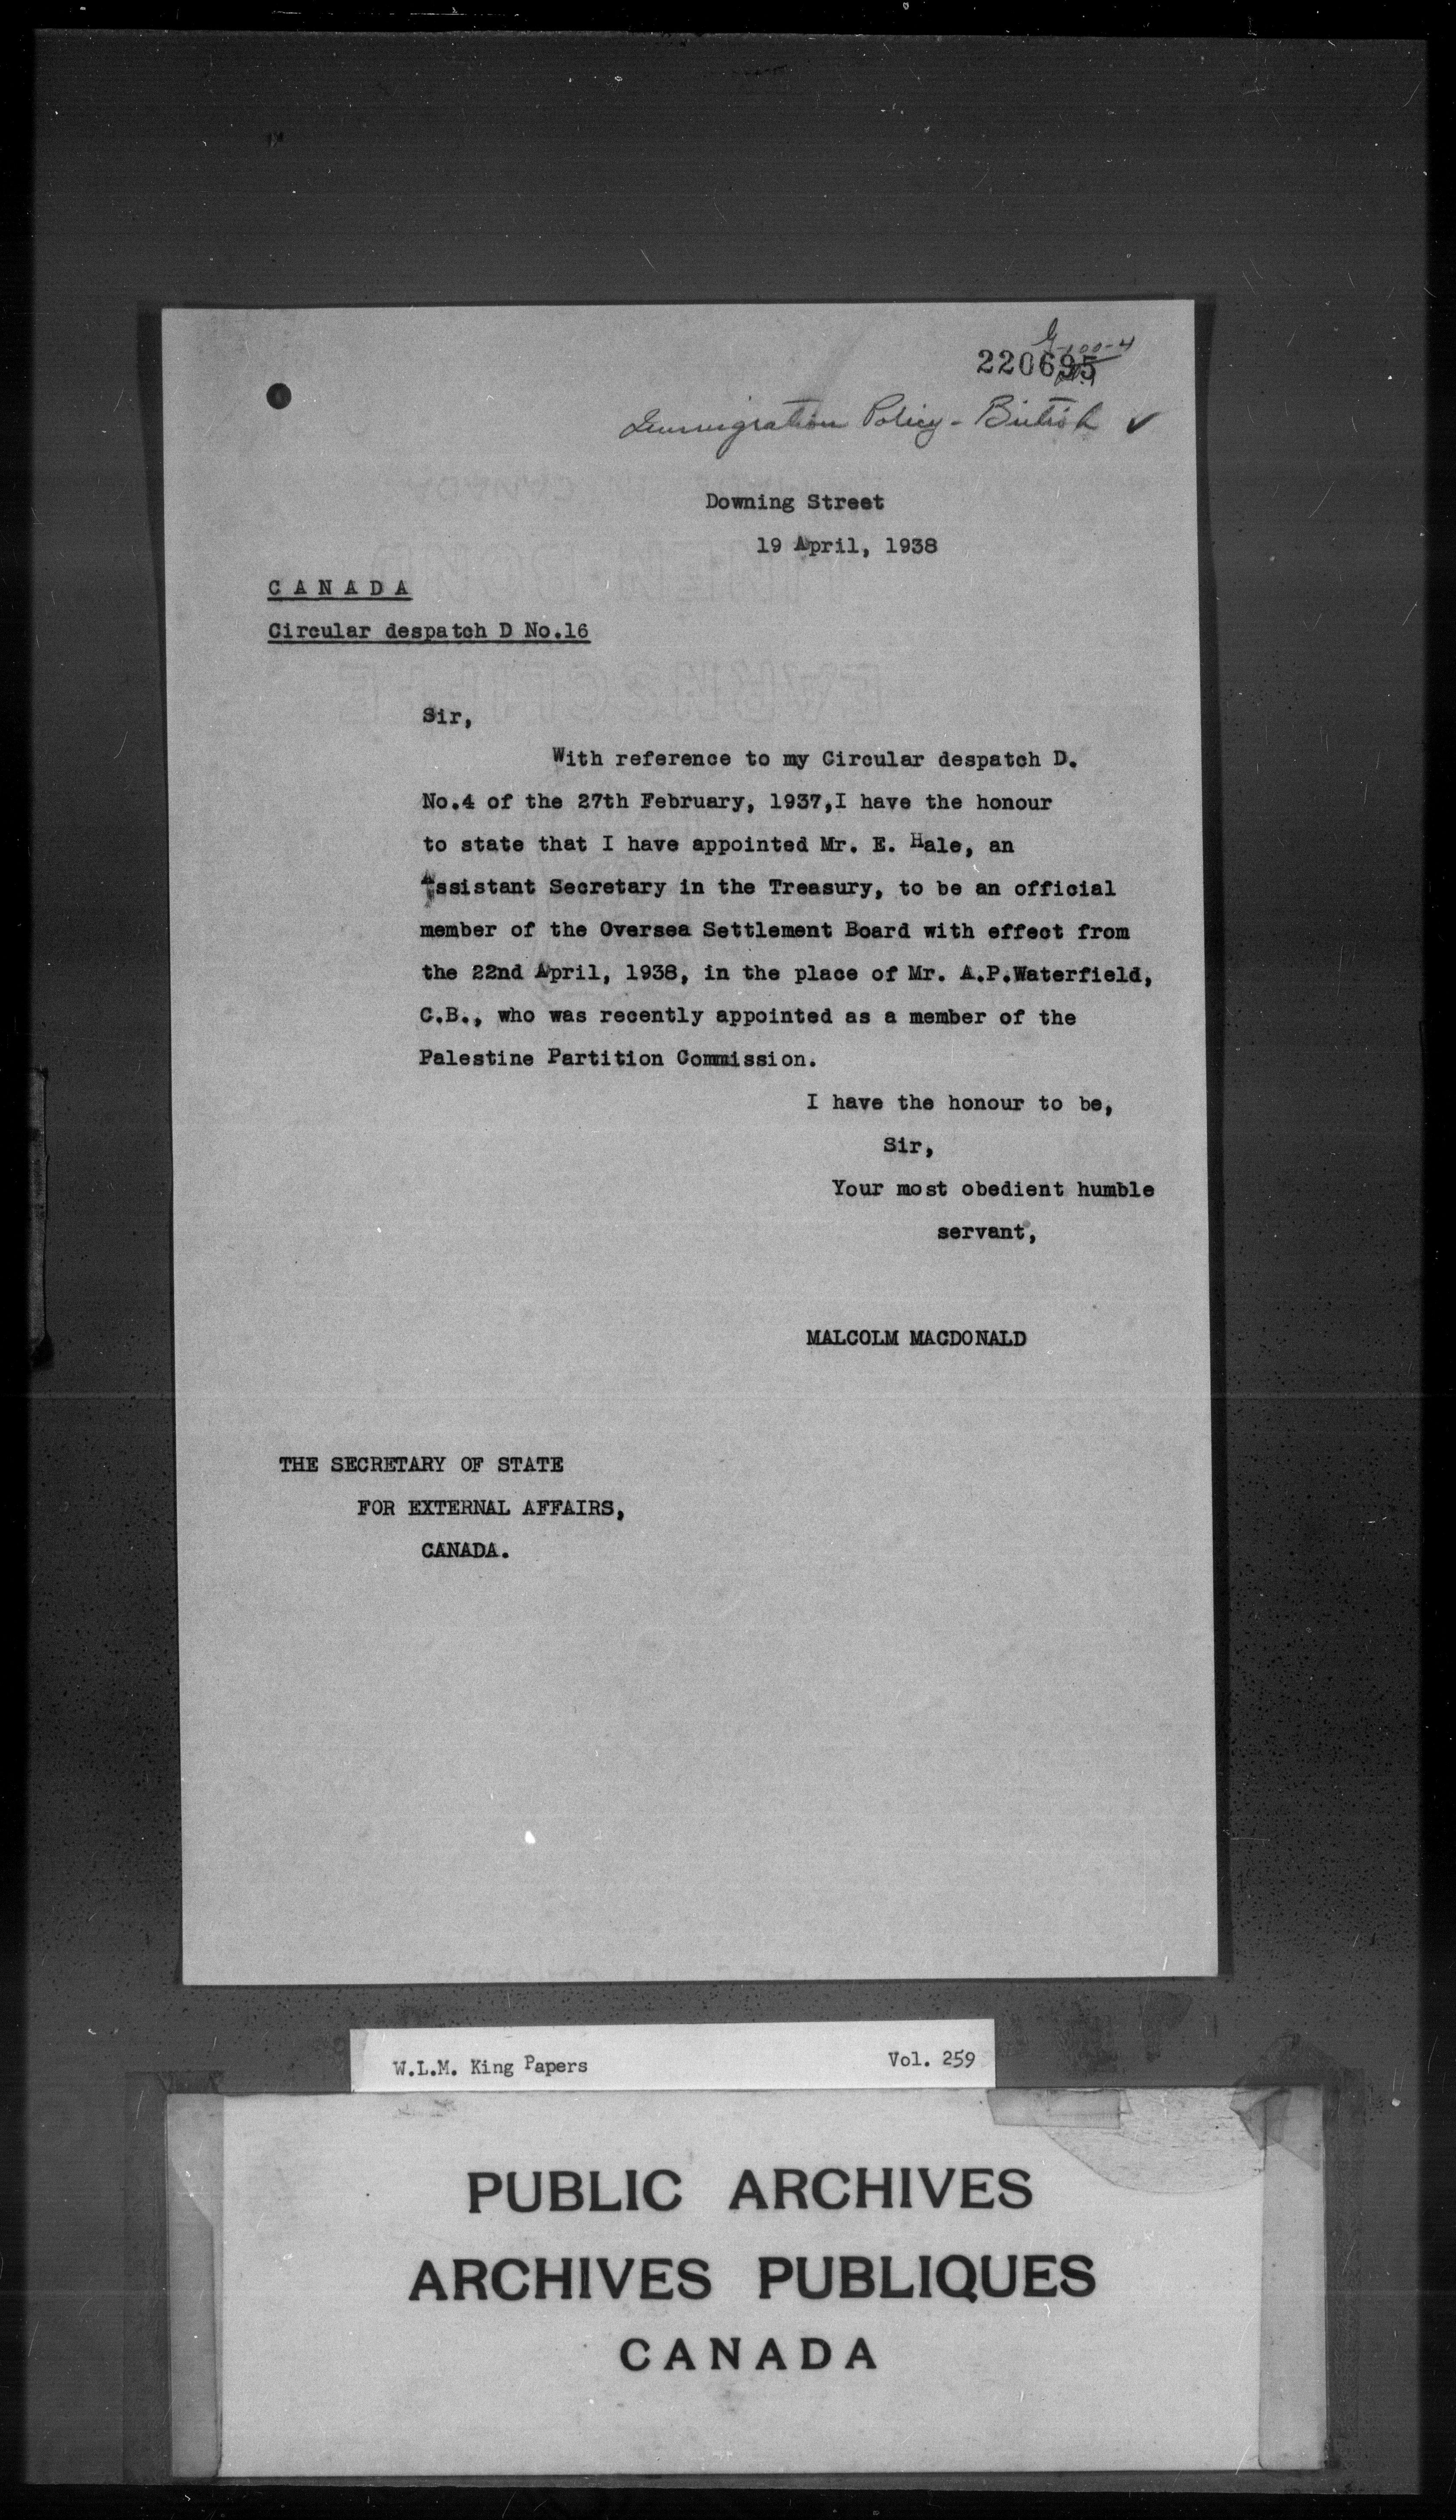 220695
Immigration Policy - British ✓
Downing Street
19 April, 1938
CANADA
Circular despatch D No.16
Sir,
With reference to my Circular despatch D.
No.4 of the 27th February, 1937,I have the honour
to state that I have appointed Mr. E. Hale, an
Assistant Secretary in the Treasury, to be an official
member of the Oversea Settlement Board with effect from
the 22nd April, 1938, in the place of Mr. A.P.Waterfield,
C.B., who was recently appointed as a member of the
Palestine Partition Commission.
I have the honour to be,
Sir,
Your most obedient humble
servant,
MALCOLM MACDONALD
THE SECRETARY OF STATE
FOR EXTERNAL AFFAIRS,
CANADA.
W.L.M. King Papers Vol. 259
PUBLIC ARCHIVES
ARCHIVES PUBLIQUES
CANADA